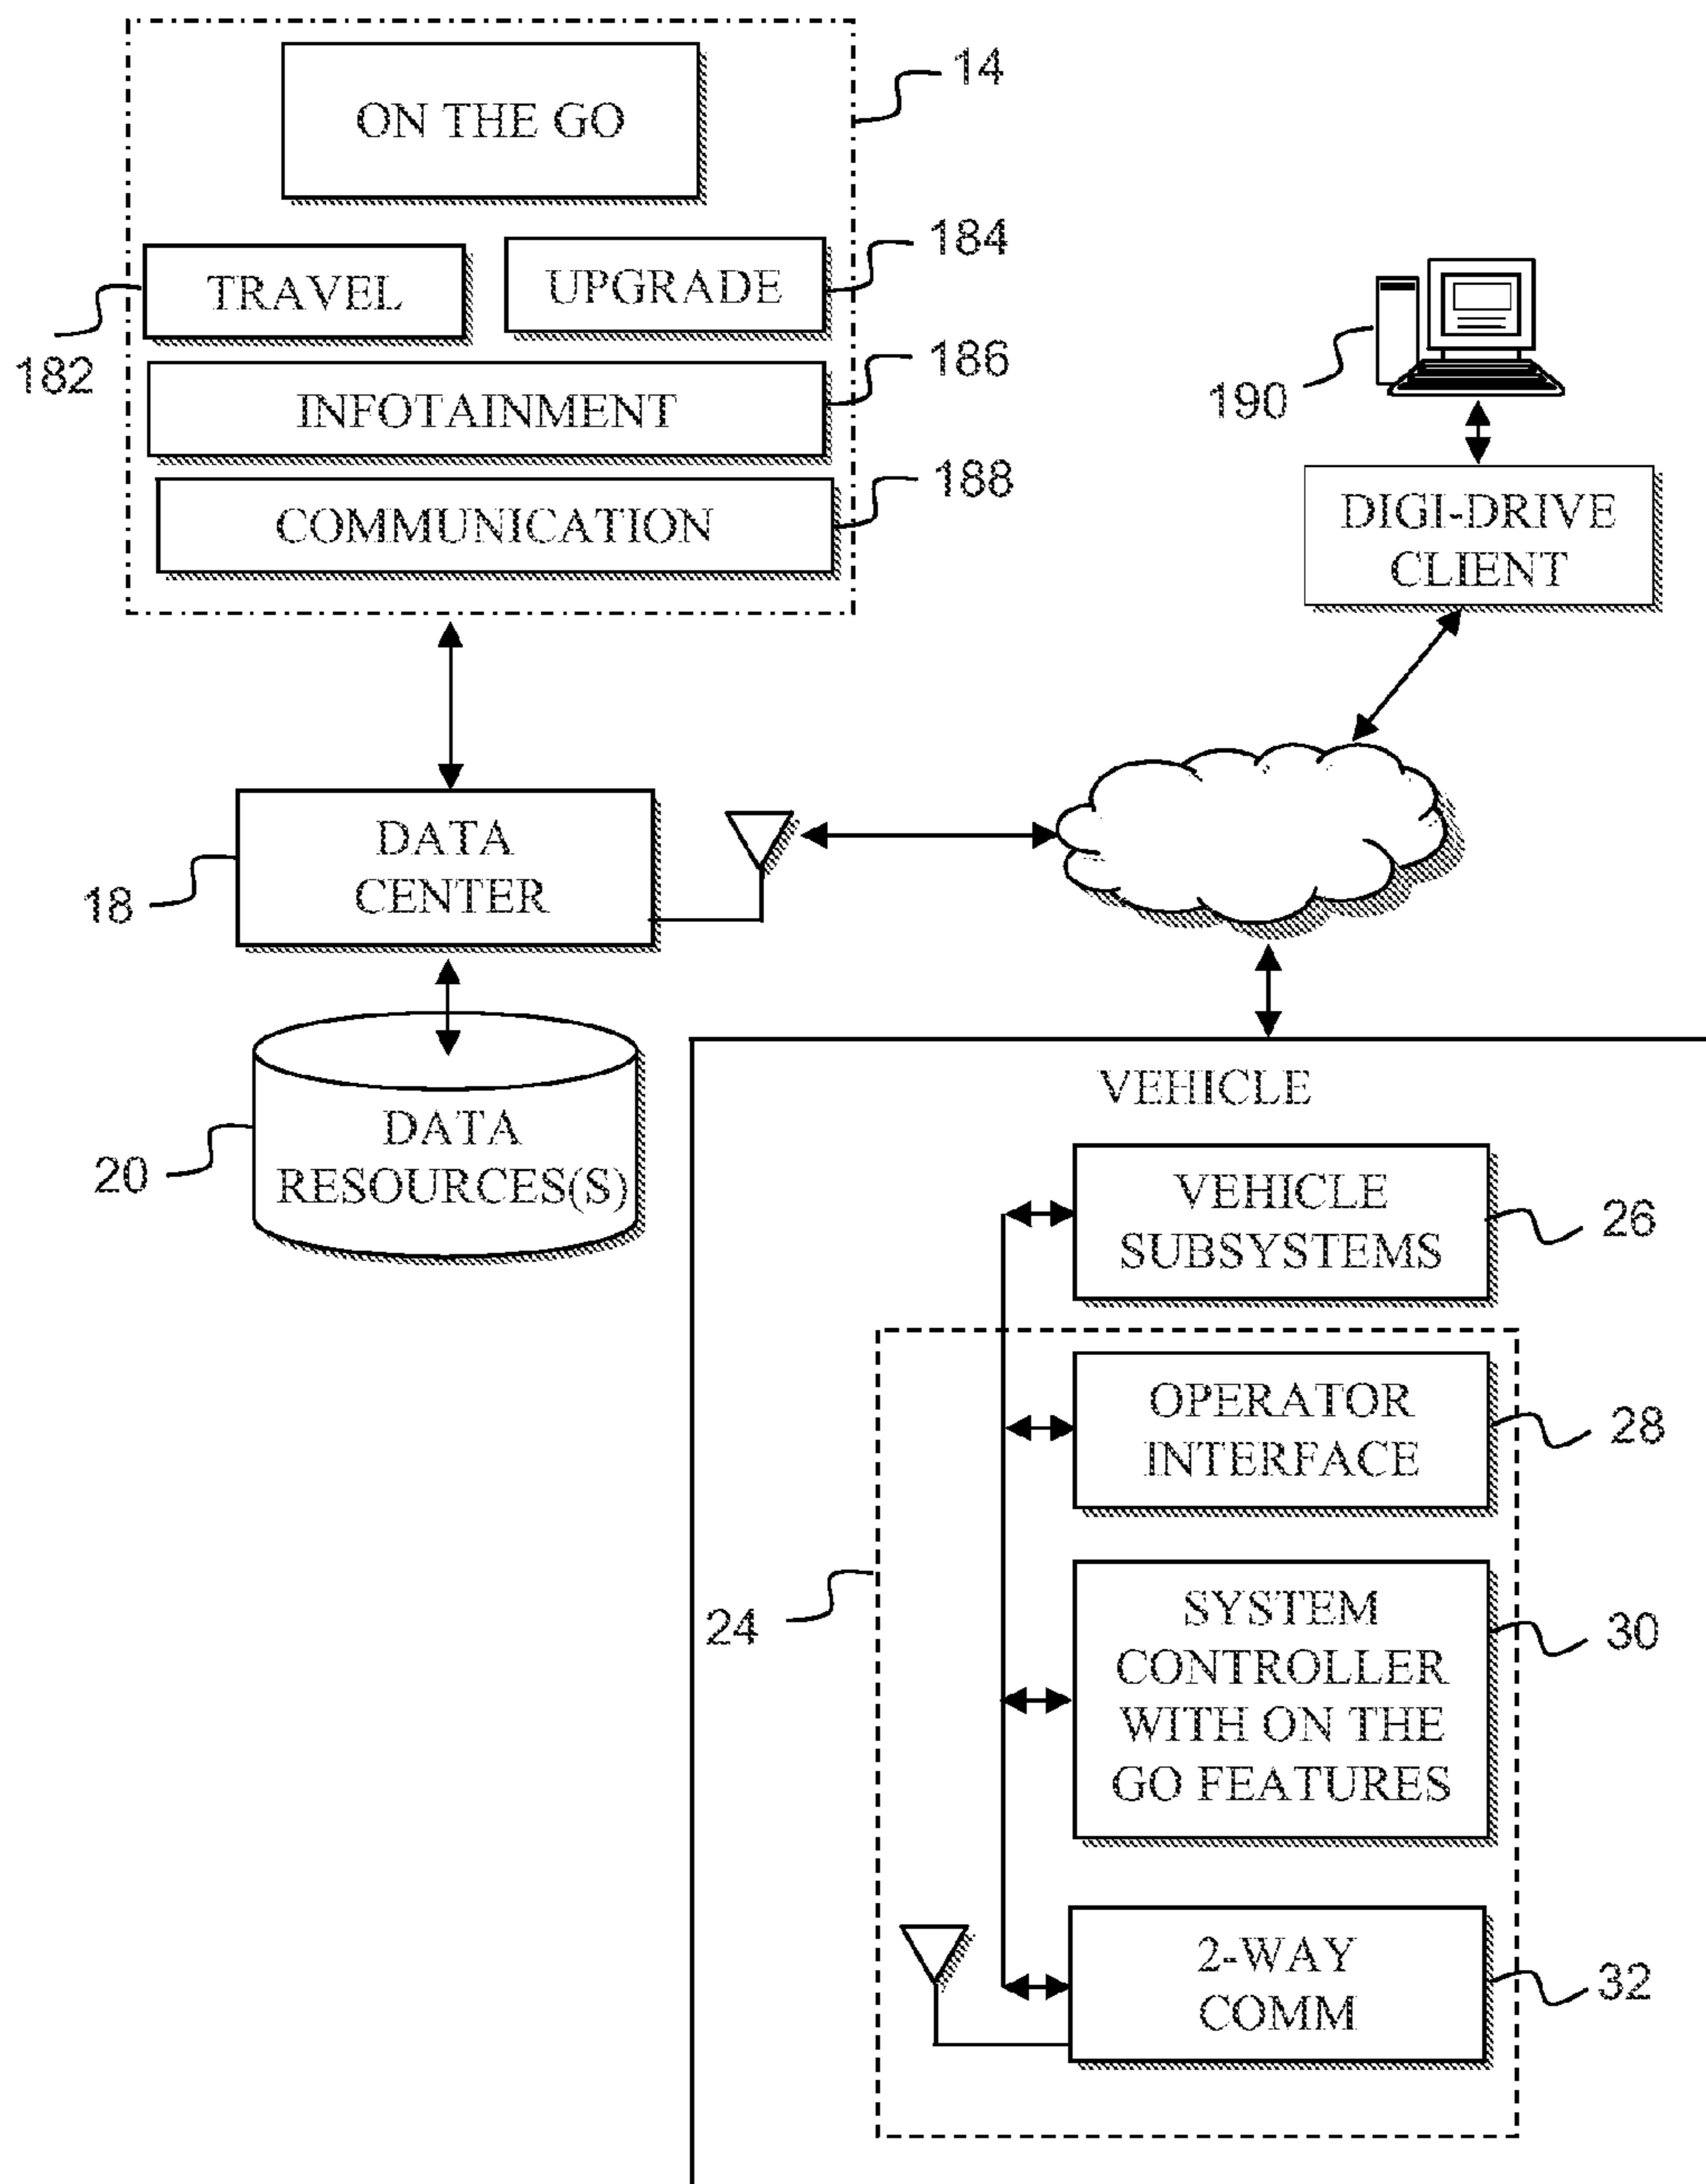 14
ON THE GO
184
TRAVEL
UPGRADE
182
186
INFOTAINMENT
190
188
COMMUNICATION
DIGI-DRIVE
CLIENT
DATA
CENTER
18
VEHICLE
DATA
RESOURCES(S)
20
VEHICLE
SUBSYSTEMS
26
OPERATOR
INTERFACE
28
24
SYSTEM
CONTROLLER
WITH ON THE
GO FEATURES
30
2-WAY
COMM
32